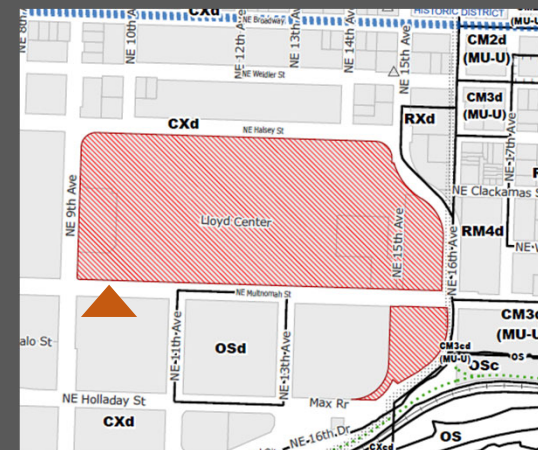 CXd
NE Broadway
HISTORIC DISTRICT
(MU-U)
NE 10th Ave
NE 12th Ave
NE 13th Ave
NE 14th Ave
NE 15th Ave
CM2d
(MU-U)
NE Weidler St
CM3d
(MU-U)
CXd
NE Halsey St
RXd
NE 17th Ave
NE Clackamas S
NE 9th Ave
Lloyd Center
NE 15th Ave
NE 16th Ave
RM4d
NE Multnomah St
CM3d
(MU-U)
alo St
NE 11th Ave
OSd
NE 13th Ave
CM3cd
(MU-U)
OSc
OS
NE Holladay St
Max Rr
CXd
NE 16th Dr
OS
CXcd